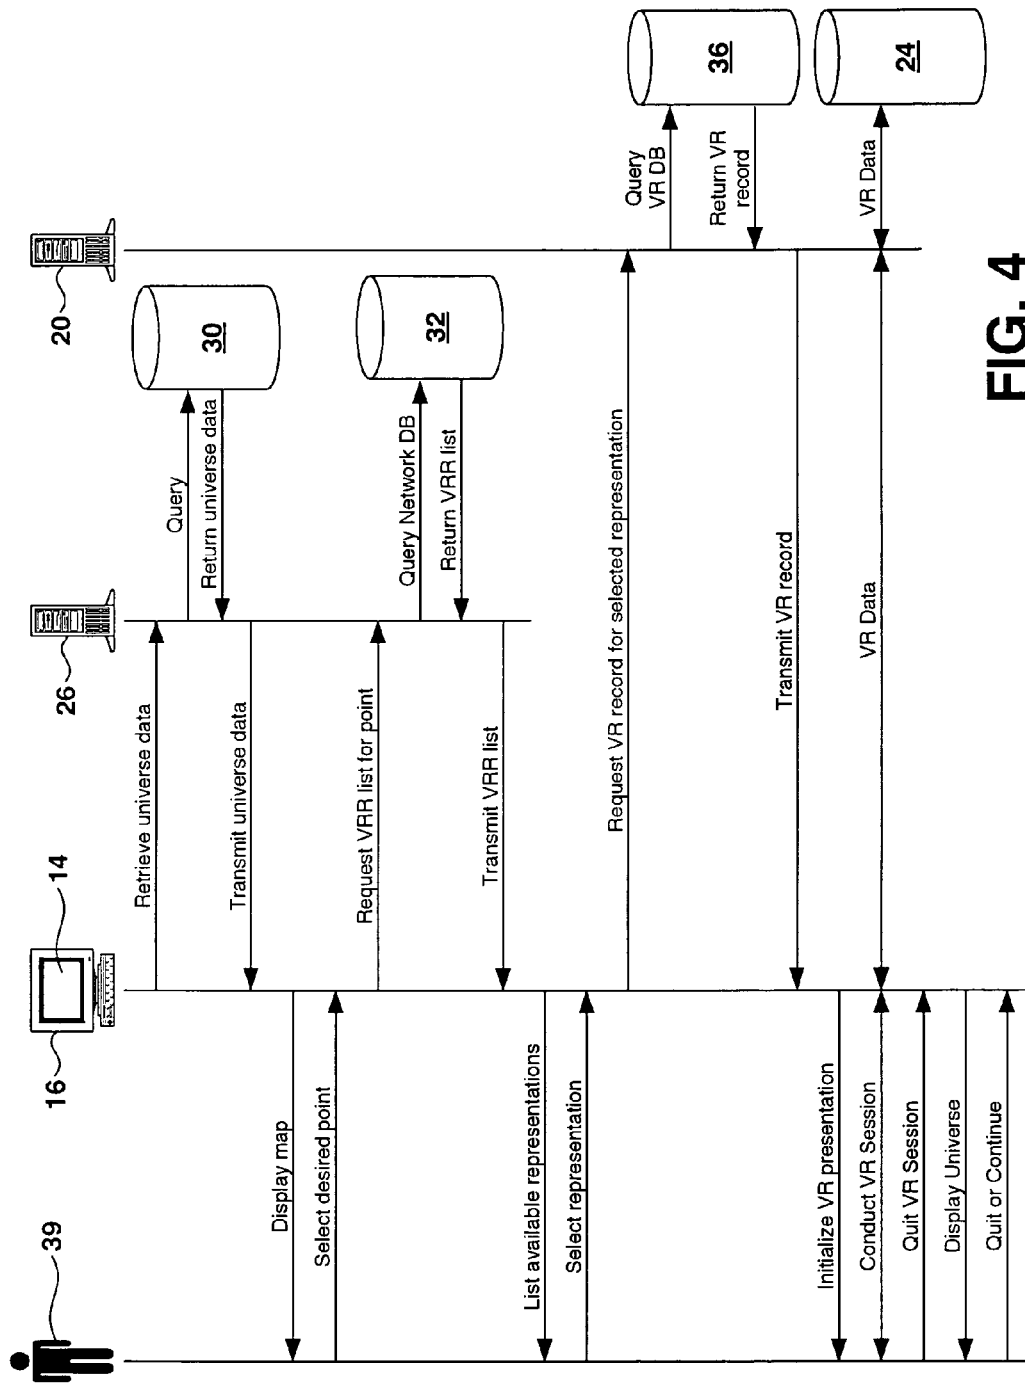 39
16
14
26
20
Retrieve universe data
Query
30
Return universe data
Transmit universe data
Display map
Select desired point
Request VRR list for point
Query Network DB
32
Return VRR list
Transmit VRR list
List available representations
Select representation
Request VR record for selected representation
Query
VR DB
36
Return VR
record
Transmit VR record
Initialize VR presentation
Conduct VR Session
VR Data
VR Data
24
Quit VR Session
Display Universe
Quit or Continue
FIG. 4